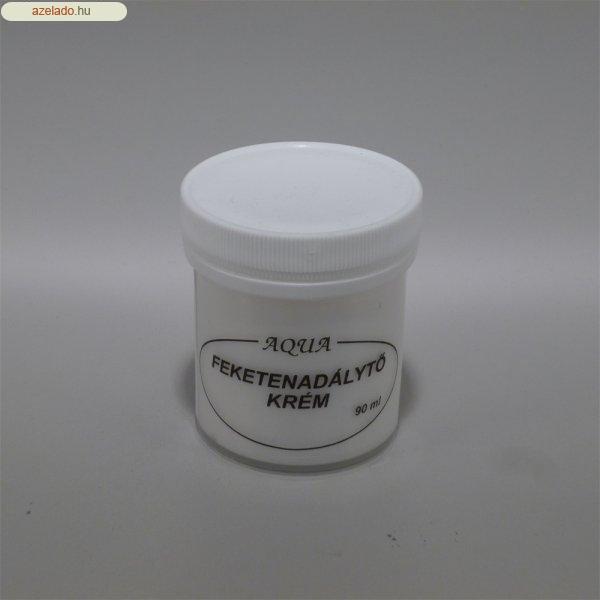 azelado.hu
AQUA
FEKETENADÁLYTŐ
KRÉM
90 ml